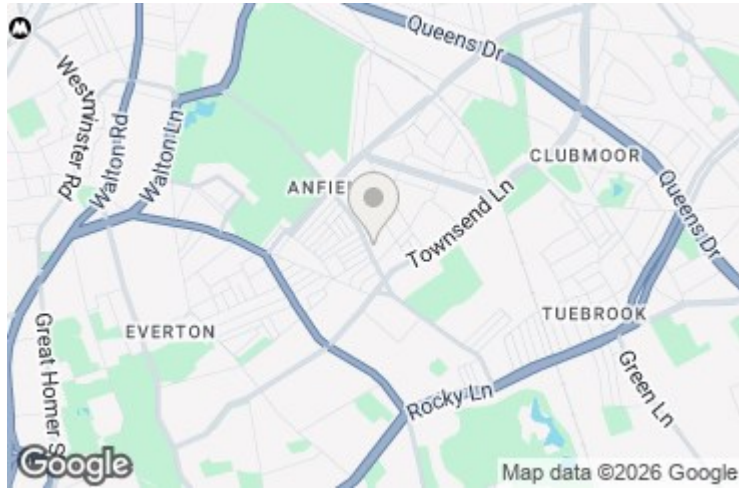 Queens Dr
Westminster Rd
Walton Rd
Walton Ln
CLUBMOOR
ANFIE
Townsend Ln
Queens Dr
TUEBROOK
EVERTON
Great Homer S
Green Ln
Rocky Ln
Google
Map data ©2026 Google